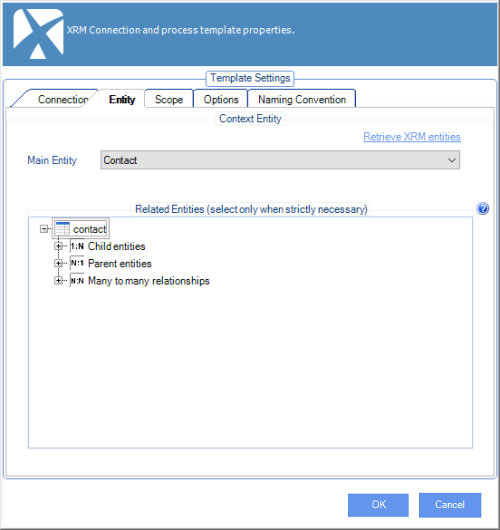 XRM Connection and process template properties.
Template Settings
Connection Entity Scope Options Naming Convention
Context Entity
Retrieve XRM entities
Main Entity Contact
Related Entities (select only when strictly necessary)
?
contact
1:N Child entities
N:1 Parent entities
N:N Many to many relationships
OK Cancel